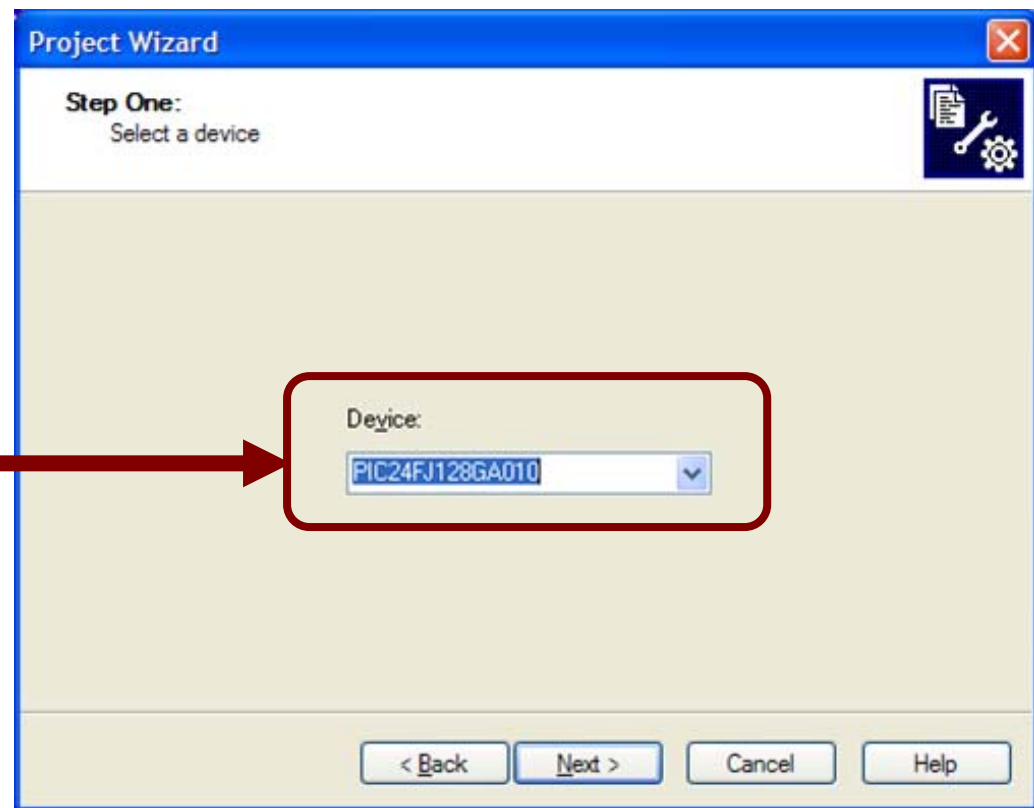 Project Wizard
Step One:
Select a device
Device:
PIC24FJ128GA010
< Back Next > Cancel Help